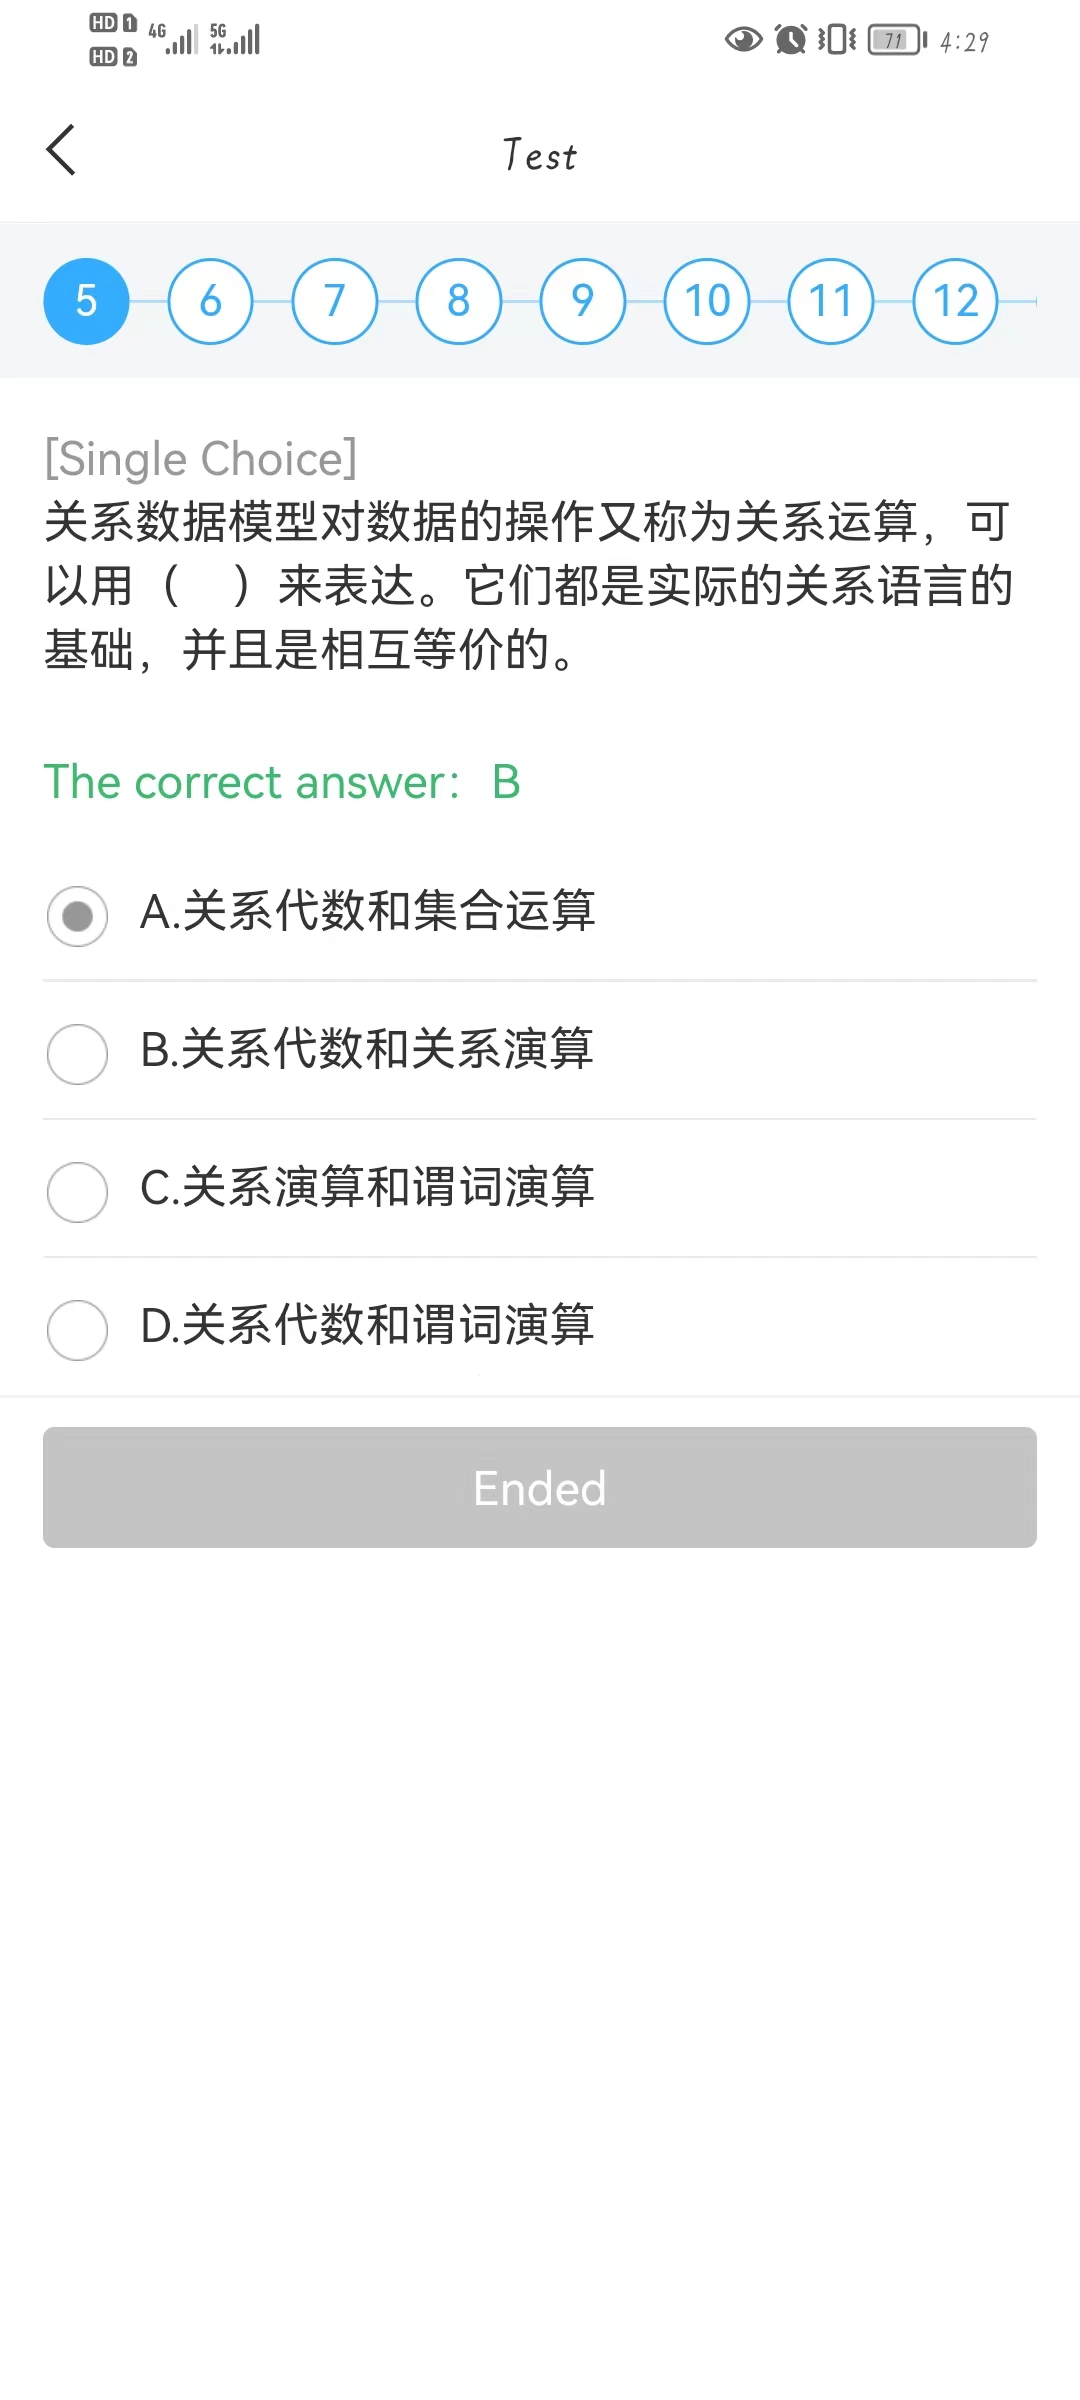 HD 1 4G 5G
HD 2
71 4:29
Test
5 6 7 8 9 10 11 12
[Single Choice]
关系数据模型对数据的操作又称为关系运算，可
以用（ ）来表达。它们都是实际的关系语言的
基础，并且是相互等价的。
The correct answer: B
A.关系代数和集合运算
B.关系代数和关系演算
C.关系演算和谓词演算
D.关系代数和谓词演算
Ended